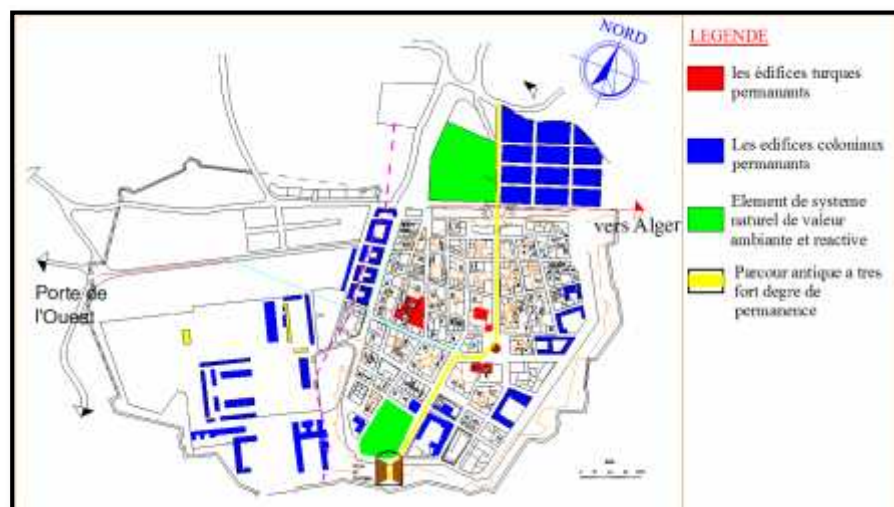 NORD
LEGENDE
les édifices turques
permanants
Les edifices coloniaux
permanants
Element de systeme
naturel de valeur
ambiante et reactive
Parcour antique a tres
fort degre de
permanence
vers Alger
Porte de
l'Ouest